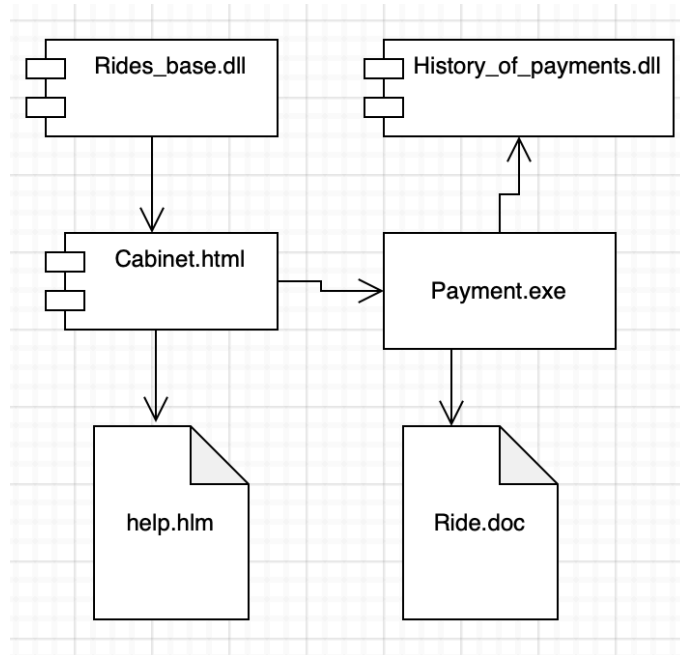 Rides_base.dll
History_of_payments.dll
Cabinet.html
Payment.exe
help.hlm
Ride.doc